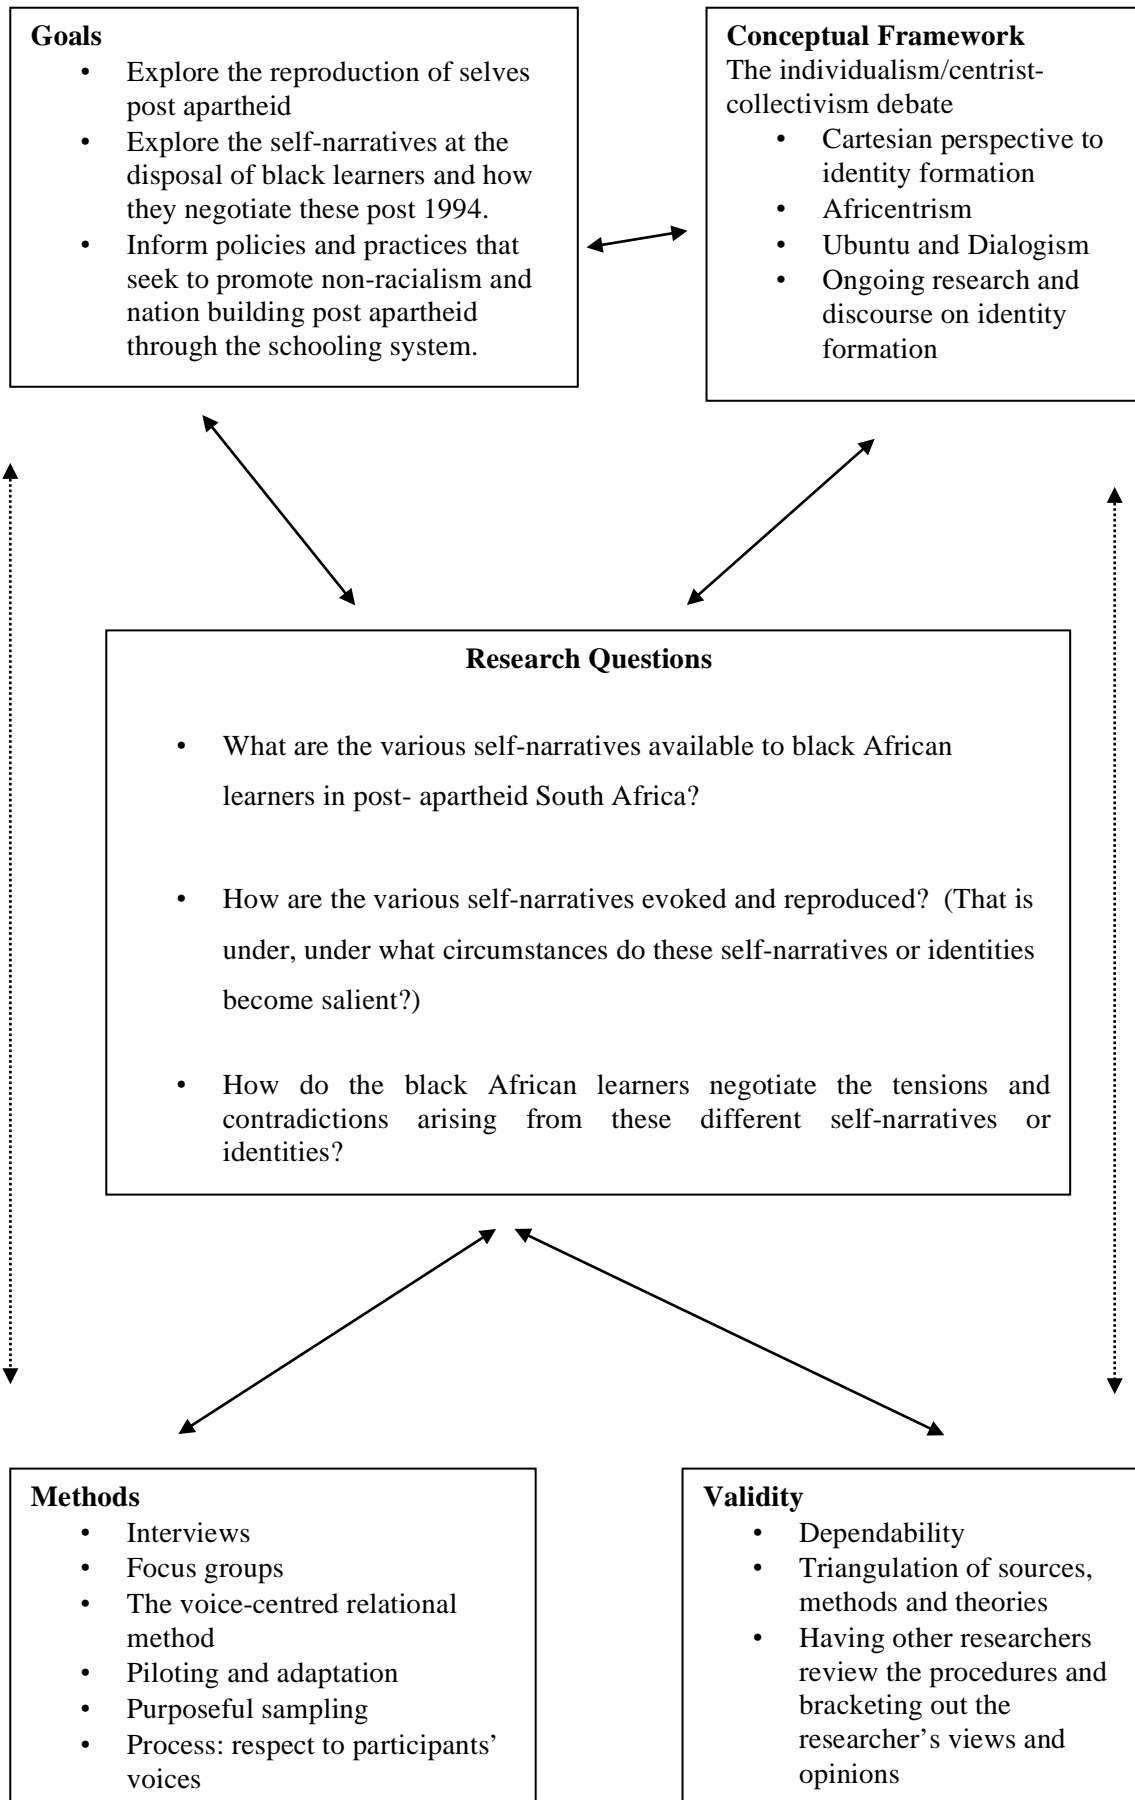 Goals
• Explore the reproduction of selves
post apartheid
• Explore the self-narratives at the
disposal of black learners and how
they negotiate these post 1994.
• Inform policies and practices that
seek to promote non-racialism and
nation building post apartheid
through the schooling system.
Conceptual Framework
The individualism/centrist-
collectivism debate
• Cartesian perspective to
identity formation
• Africentrism
• Ubuntu and Dialogism
• Ongoing research and
discourse on identity
formation
Research Questions
• What are the various self-narratives available to black African
learners in post- apartheid South Africa?
• How are the various self-narratives evoked and reproduced? (That is
under, under what circumstances do these self-narratives or identities
become salient?)
• How do the black African learners negotiate the tensions and
contradictions arising from these different self-narratives or
identities?
Methods
• Interviews
• Focus groups
• The voice-centred relational
method
• Piloting and adaptation
• Purposeful sampling
• Process: respect to participants’
voices
Validity
• Dependability
• Triangulation of sources,
methods and theories
• Having other researchers
review the procedures and
bracketing out the
researcher’s views and
opinions